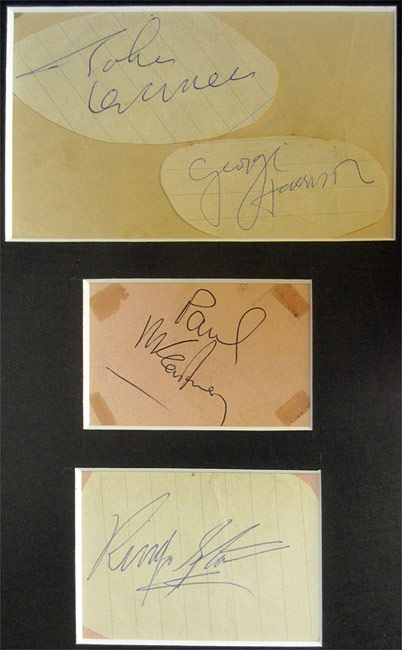 John
Lennon
George
Harrison
Paul
McCartney
Ringo Starr